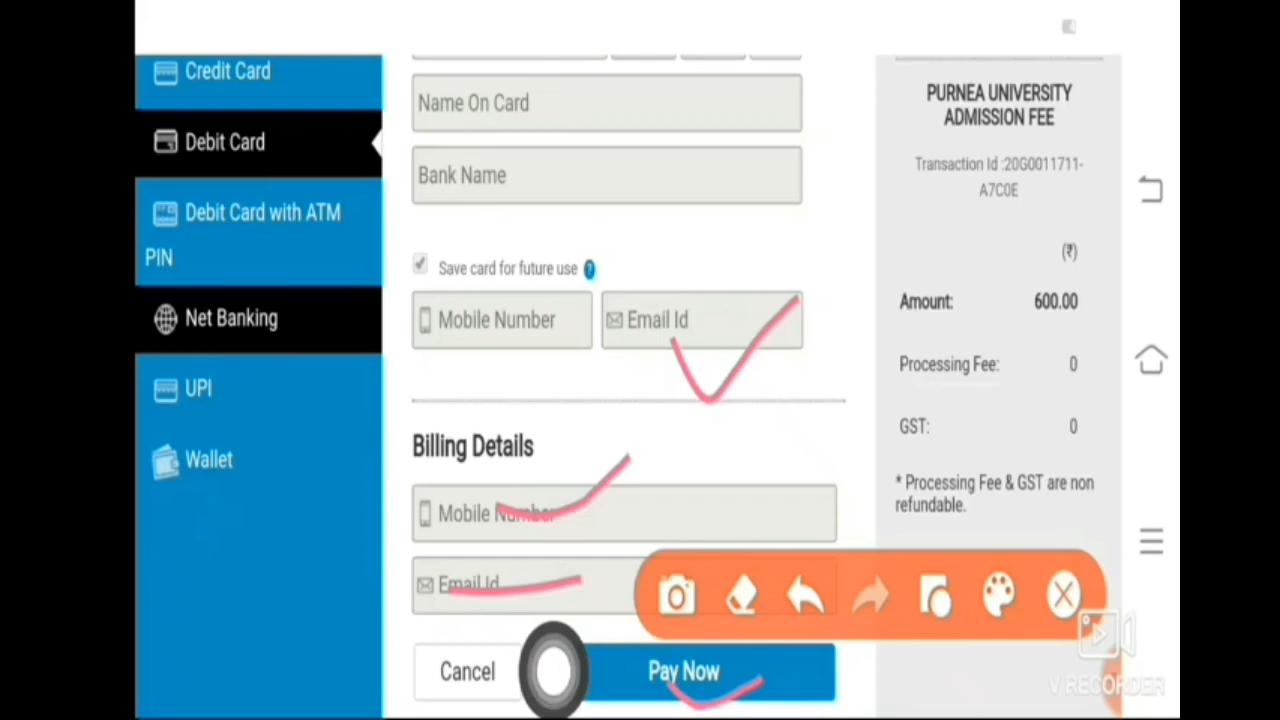 Credit Card
Debit Card
Debit Card with ATM
PIN
Net Banking
UPI
Wallet
Name On Card
Bank Name
Save card for future use ?
Mobile Number
Email Id
Billing Details
Mobile Number
Email Id
Cancel
Pay Now
PURNEA UNIVERSITY
ADMISSION FEE
Transaction Id :20G0011711-
A7C0E
(₹)
Amount: 600.00
Processing Fee: 0
GST: 0
* Processing Fee & GST are non
refundable.
V RECORDER